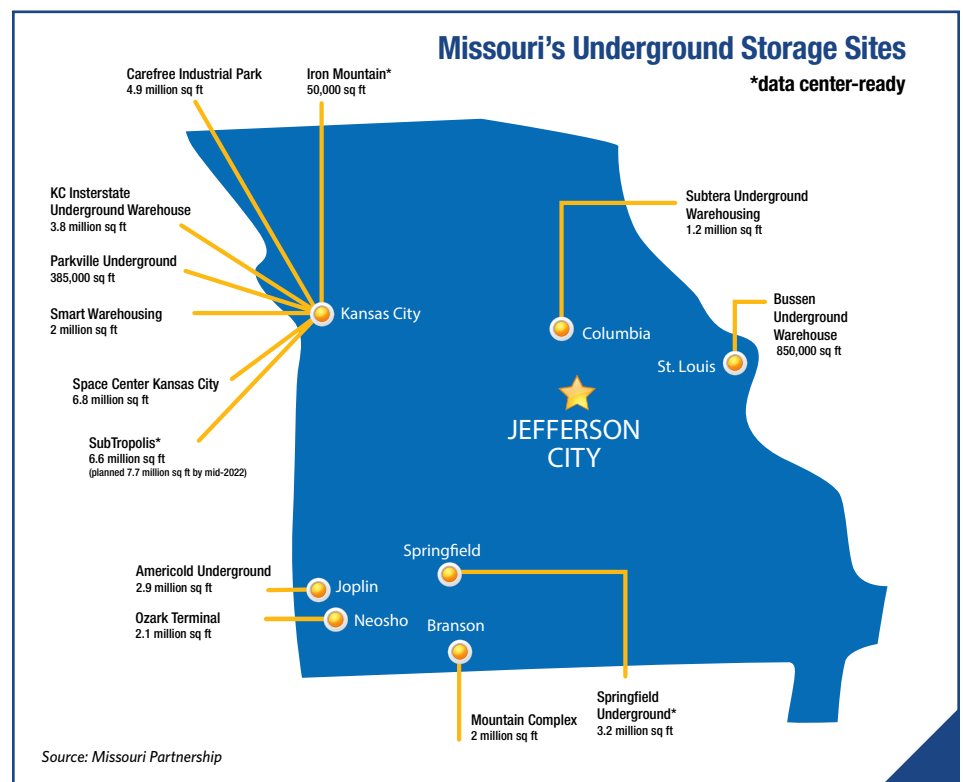 Missouri's Underground Storage Sites
*data center-ready
Carefree Industrial Park
4.9 million sq ft
Iron Mountain*
50,000 sq ft
KC Insterstate
Underground Warehouse
3.8 million sq ft
Parkville Underground
385,000 sq ft
Smart Warehousing
2 million sq ft
Space Center Kansas City
6.8 million sq ft
SubTropolis*
6.6 million sq ft
(planned 7.7 million sq ft by mid-2022)
Kansas City
Subtera Underground
Warehousing
1.2 million sq ft
Columbia
Bussen
Underground
Warehouse
850,000 sq ft
St. Louis
JEFFERSON
CITY
Americold Underground
2.9 million sq ft
Joplin
Ozark Terminal
2.1 million sq ft
Neosho
Springfield
Branson
Mountain Complex
2 million sq ft
Springfield
Underground*
3.2 million sq ft
Source: Missouri Partnership